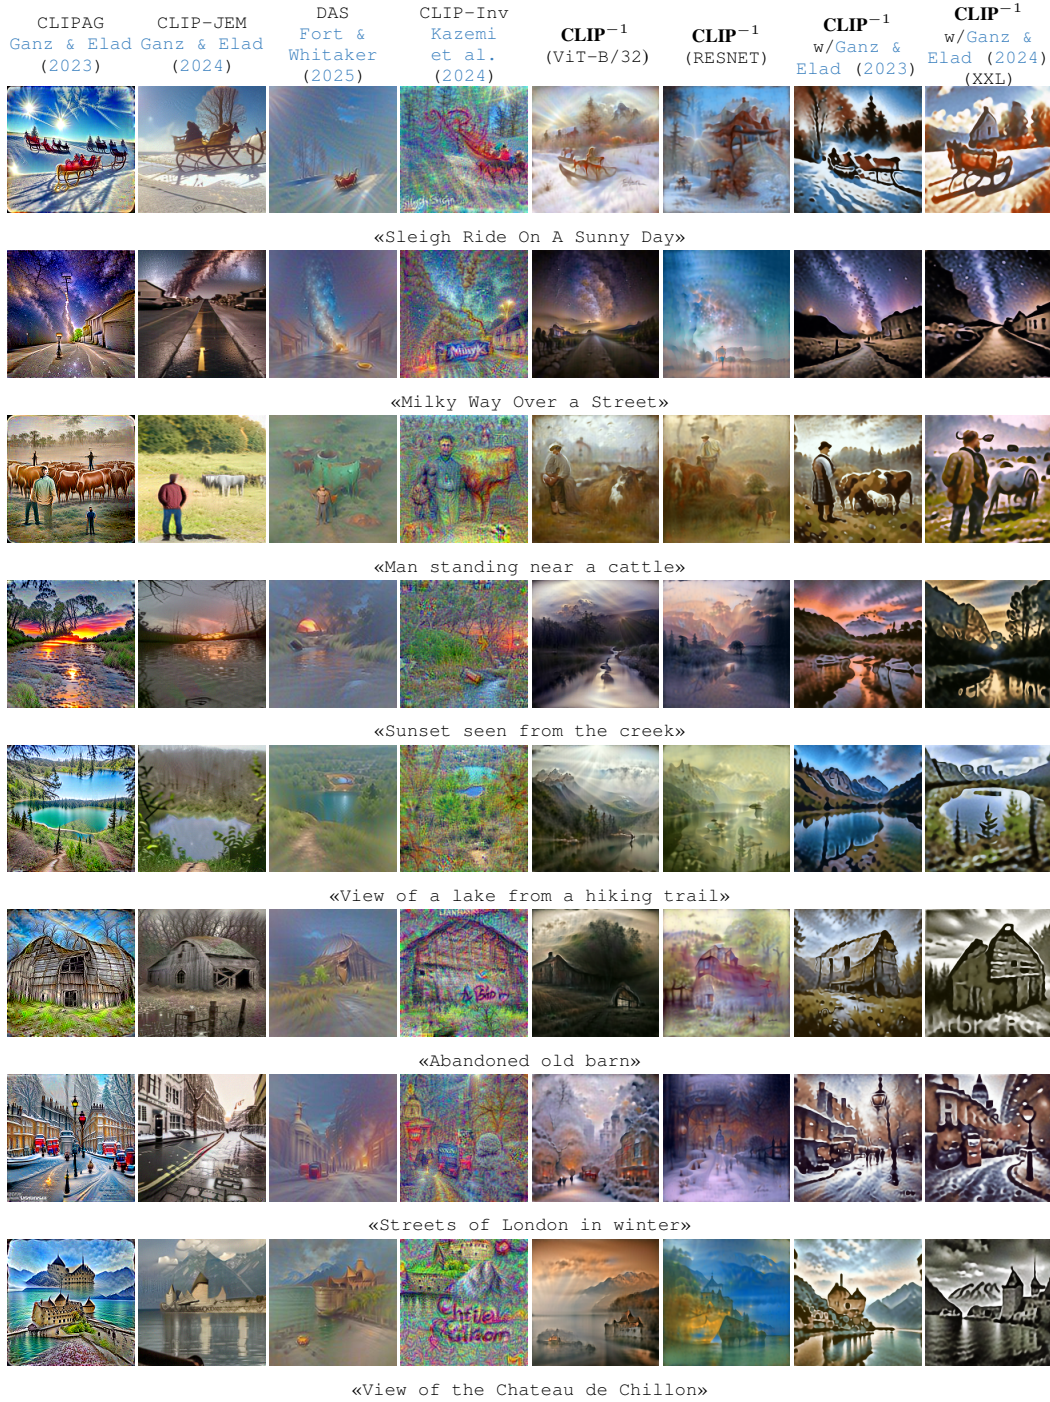 CLIPAG
Ganz & Elad
(2023)
CLIP-JEM
Ganz & Elad
(2024)
DAS
Fort &
Whitaker
(2025)
CLIP-Inv
Kazemi
et al.
(2024)
CLIP⁻¹
(ViT-B/32)
CLIP⁻¹
(RESNET)
CLIP⁻¹
w/Ganz &
Elad (2023)
CLIP⁻¹
w/Ganz &
Elad (2024)
(XXL)
«Sleigh Ride On A Sunny Day»
«Milky Way Over a Street»
«Man standing near a cattle»
«Sunset seen from the creek»
«View of a lake from a hiking trail»
«Abandoned old barn»
«Streets of London in winter»
«View of the Chateau de Chillon»